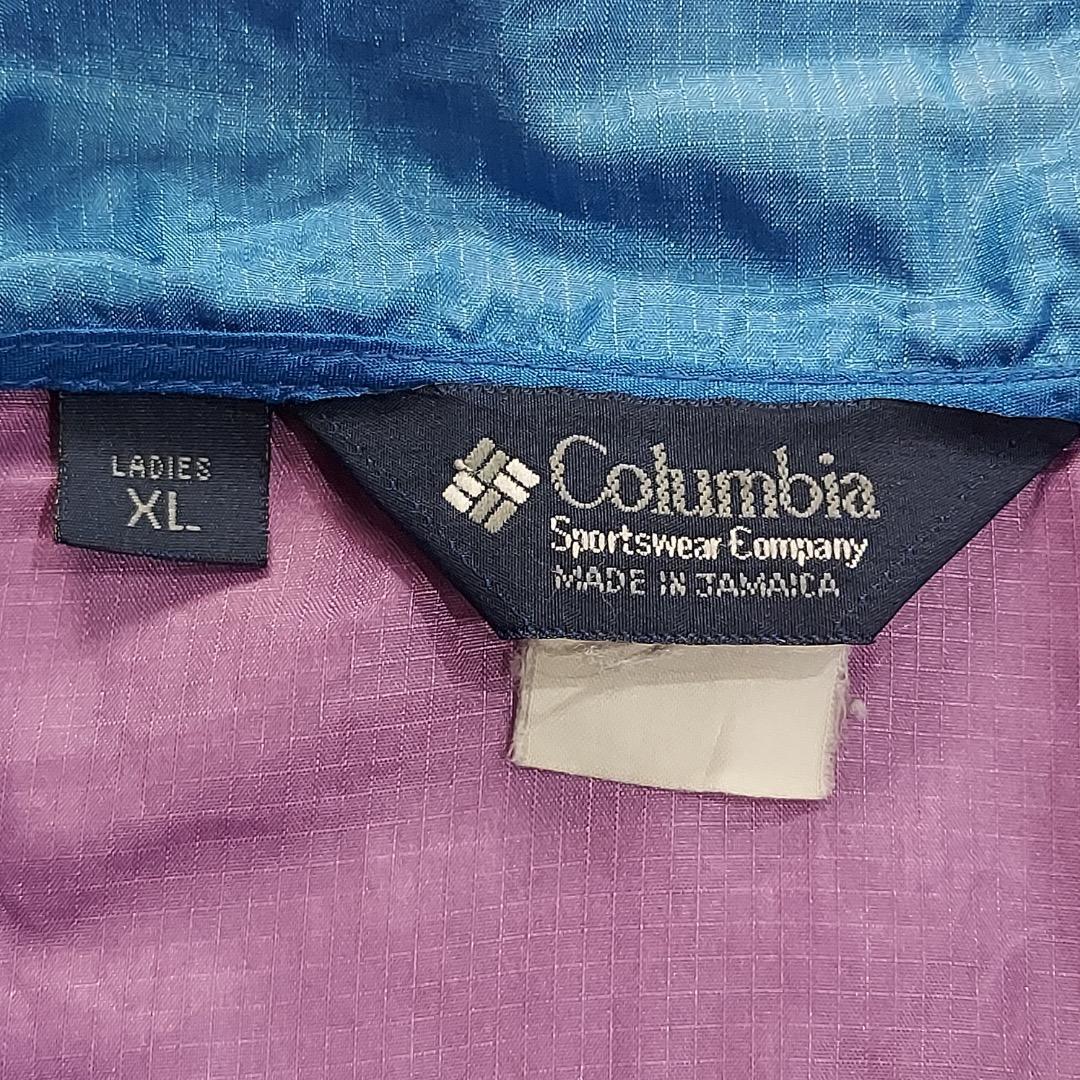 LADIES
XL
Columbia
Sportswear Company
MADE IN JAMAICA